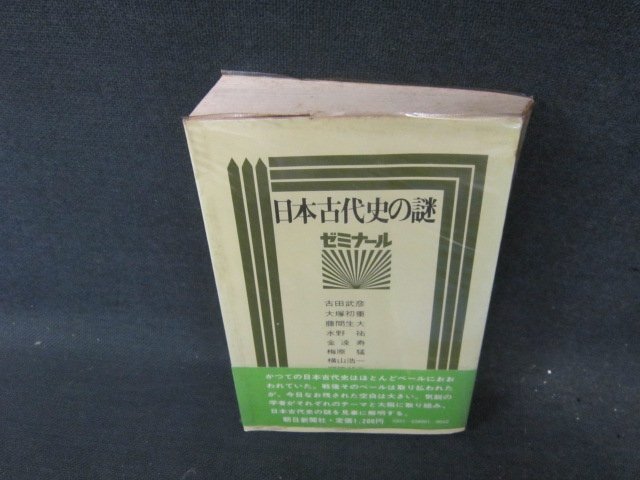 日本古代史の謎
ゼミナール
古田武彦
大塚初重
藤間生大
水野 祐
金 達寿
梅原 猛
横山浩一
かつての日本古代史はほとんどベールにおお
われていた。戦後そのベールは取り払われた
が、今日なお残された空白は大きい。気鋭の
学者がそれぞれのテーマと大胆に取り組み、
日本古代史の謎を見事に解明する。
朝日新聞社・定価1,200円